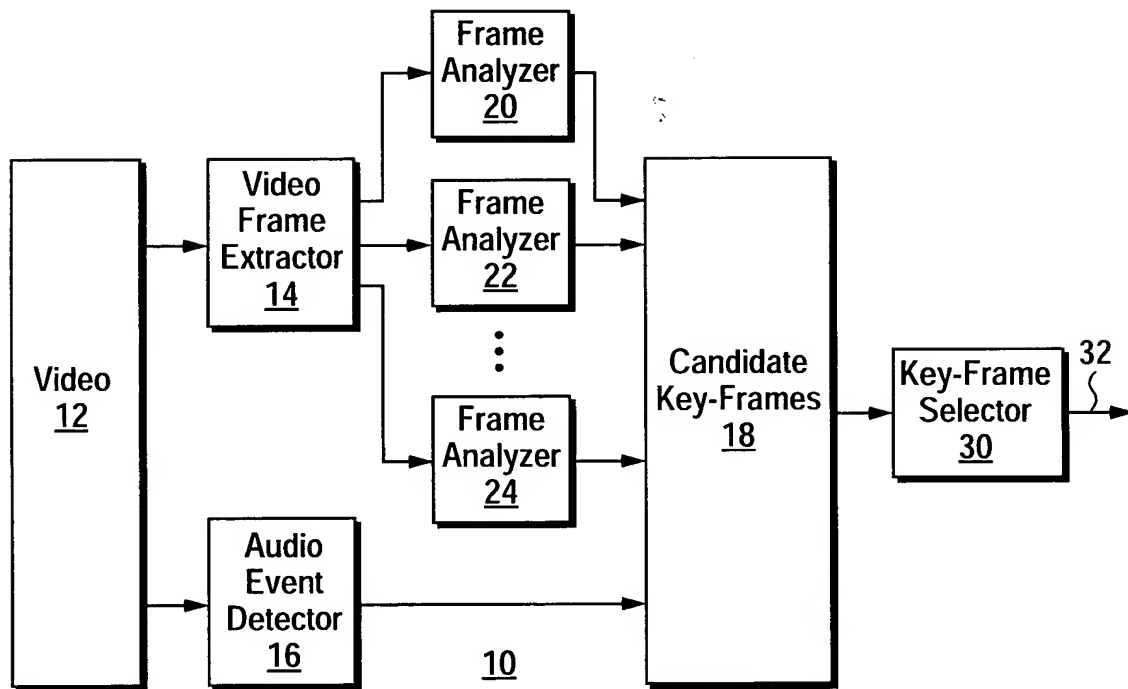 Frame
Analyzer
20
Video
Frame
Extractor
14
Frame
Analyzer
22
Video
12
Candidate
Key-Frames
18
32
Key-Frame
Selector
30
Frame
Analyzer
24
Audio
Event
Detector
16
10